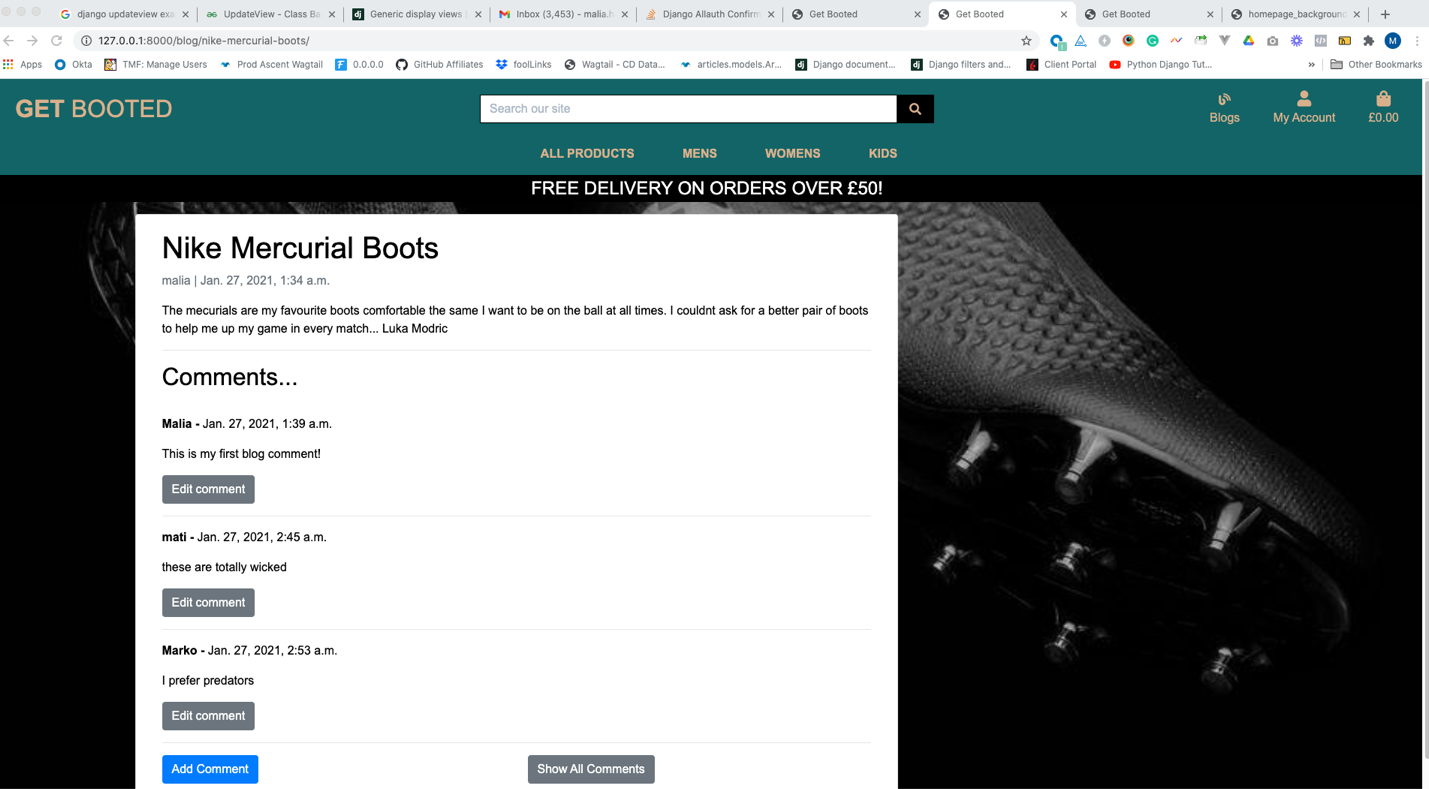 django updateview exa
UpdateView - Class Ba
Generic display views
Inbox (3,453) - malia.h
Django Allauth Confirm
Get Booted
Get Booted
Get Booted
homepage_background
127.0.0.1:8000/blog/nike-mercurial-boots/
M
Apps
Okta
TMF: Manage Users
Prod Ascent Wagtail
0.0.0.0
GitHub Affiliates
foolLinks
Wagtail - CD Data...
articles.models.Ar...
Django document...
Django filters and...
Client Portal
Python Django Tut...
»
Other Bookmarks
GET BOOTED
Search our site
Blogs
My Account
£0.00
ALL PRODUCTS MENS WOMENS KIDS
FREE DELIVERY ON ORDERS OVER £50!
Nike Mercurial Boots
malia | Jan. 27, 2021, 1:34 a.m.
The mecurials are my favourite boots comfortable the same I want to be on the ball at all times. I couldnt ask for a better pair of boots
to help me up my game in every match... Luka Modric
Comments...
Malia - Jan. 27, 2021, 1:39 a.m.
This is my first blog comment!
Edit comment
mati - Jan. 27, 2021, 2:45 a.m.
these are totally wicked
Edit comment
Marko - Jan. 27, 2021, 2:53 a.m.
I prefer predators
Edit comment
Add Comment
Show All Comments